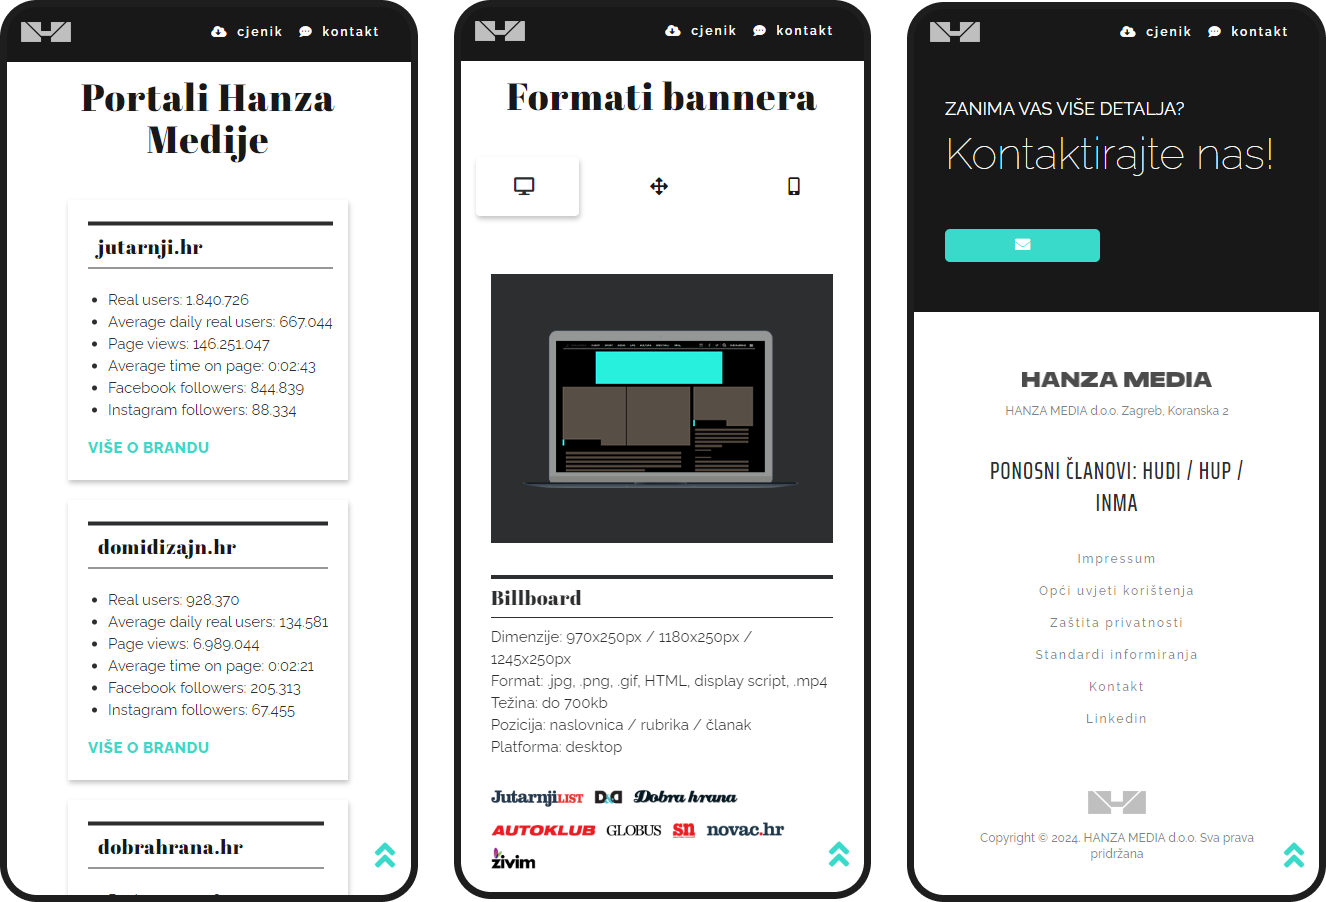 cjenik kontakt
Portali Hanza
Medije
jutarnji.hr
Real users: 1.840.726
Average daily real users: 667.044
Page views: 146.251.047
Average time on page: 0:02:43
Facebook followers: 844.839
Instagram followers: 88.334
VIŠE O BRANDU
domidizajn.hr
Real users: 928.370
Average daily real users: 134.581
Page views: 6.989.044
Average time on page: 0:02:21
Facebook followers: 205.313
Instagram followers: 67.455
VIŠE O BRANDU
dobrahrana.hr
cjenik kontakt
Formati bannera
Billboard
Dimenzije: 970x250px / 1180x250px /
1245x250px
Format: .jpg, .png, .gif, HTML, display script, .mp4
Težina: do 700kb
Pozicija: naslovnica / rubrika / članak
Platforma: desktop
JutarnjiLIST D&D Dobra hrana
AUTOKLUB GLOBUS sn novac.hr
živim
cjenik kontakt
ZANIMA VAS VIŠE DETALJA?
Kontaktirajte nas!
HANZA MEDIA
HANZA MEDIA d.o.o. Zagreb, Koranska 2
PONOSNI ČLANOVI: HUDI / HUP /
INMA
Impressum
Opći uvjeti korištenja
Zaštita privatnosti
Standardi informiranja
Kontakt
Linkedin
Copyright © 2024. HANZA MEDIA d.o.o. Sva prava
pridržana